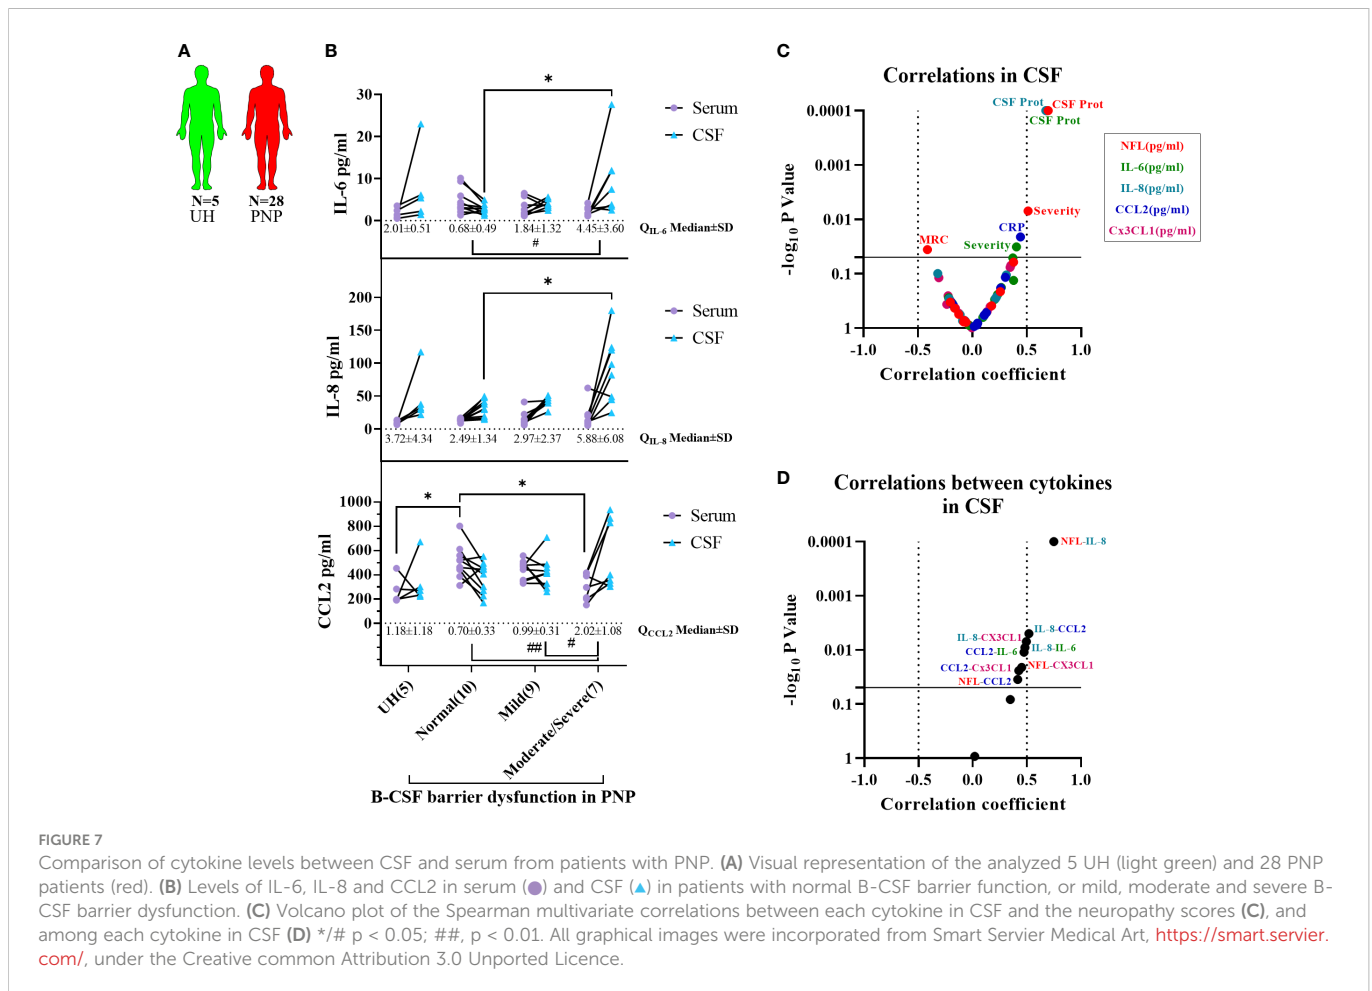 A
N=5
UH
N=28
PNP
B
30
20
10
0
IL-6 pg/ml
*
Serum
CSF
2.01±0.51
0.68±0.49
1.84±1.32
4.45±3.60
Q IL-6 Median±SD
#
200
150
100
50
0
IL-8 pg/ml
*
Serum
CSF
3.72±4.34
2.49±1.34
2.97±2.37
5.88±6.08
Q IL-8 Median±SD
1000
800
600
400
200
0
CCL2 pg/ml
*
*
Serum
CSF
1.18±1.18
0.70±0.33
0.99±0.31
2.02±1.08
Q CCL2 Median±SD
##
#
UH(5)
Normal(10)
Mild(9)
Moderate/Severe(7)
B-CSF barrier dysfunction in PNP
C
Correlations in CSF
0.0001
0.001
0.01
0.1
1
-log10 P Value
CSF Prot
CSF Prot
CSF Prot
Severity
CRP
Severity
MRC
-1.0
-0.5
0.0
0.5
1.0
Correlation coefficient
NFL(pg/ml)
IL-6(pg/ml)
IL-8(pg/ml)
CCL2(pg/ml)
Cx3CL1(pg/ml)
D
Correlations between cytokines
in CSF
0.0001
0.001
0.01
0.1
1
-log10 P Value
NFL-IL-8
IL-8-CCL2
IL-8-CX3CL1
IL-8-IL-6
CCL2-IL-6
NFL-CX3CL1
CCL2-Cx3CL1
NFL-CCL2
-1.0
-0.5
0.0
0.5
1.0
Correlation coefficient
FIGURE 7
Comparison of cytokine levels between CSF and serum from patients with PNP. (A) Visual representation of the analyzed 5 UH (light green) and 28 PNP
patients (red). (B) Levels of IL-6, IL-8 and CCL2 in serum (●) and CSF (▲) in patients with normal B-CSF barrier function, or mild, moderate and severe B-
CSF barrier dysfunction. (C) Volcano plot of the Spearman multivariate correlations between each cytokine in CSF and the neuropathy scores (C), and
among each cytokine in CSF (D) */# p < 0.05; ##, p < 0.01. All graphical images were incorporated from Smart Servier Medical Art, https://smart.servier.
com/, under the Creative common Attribution 3.0 Unported Licence.